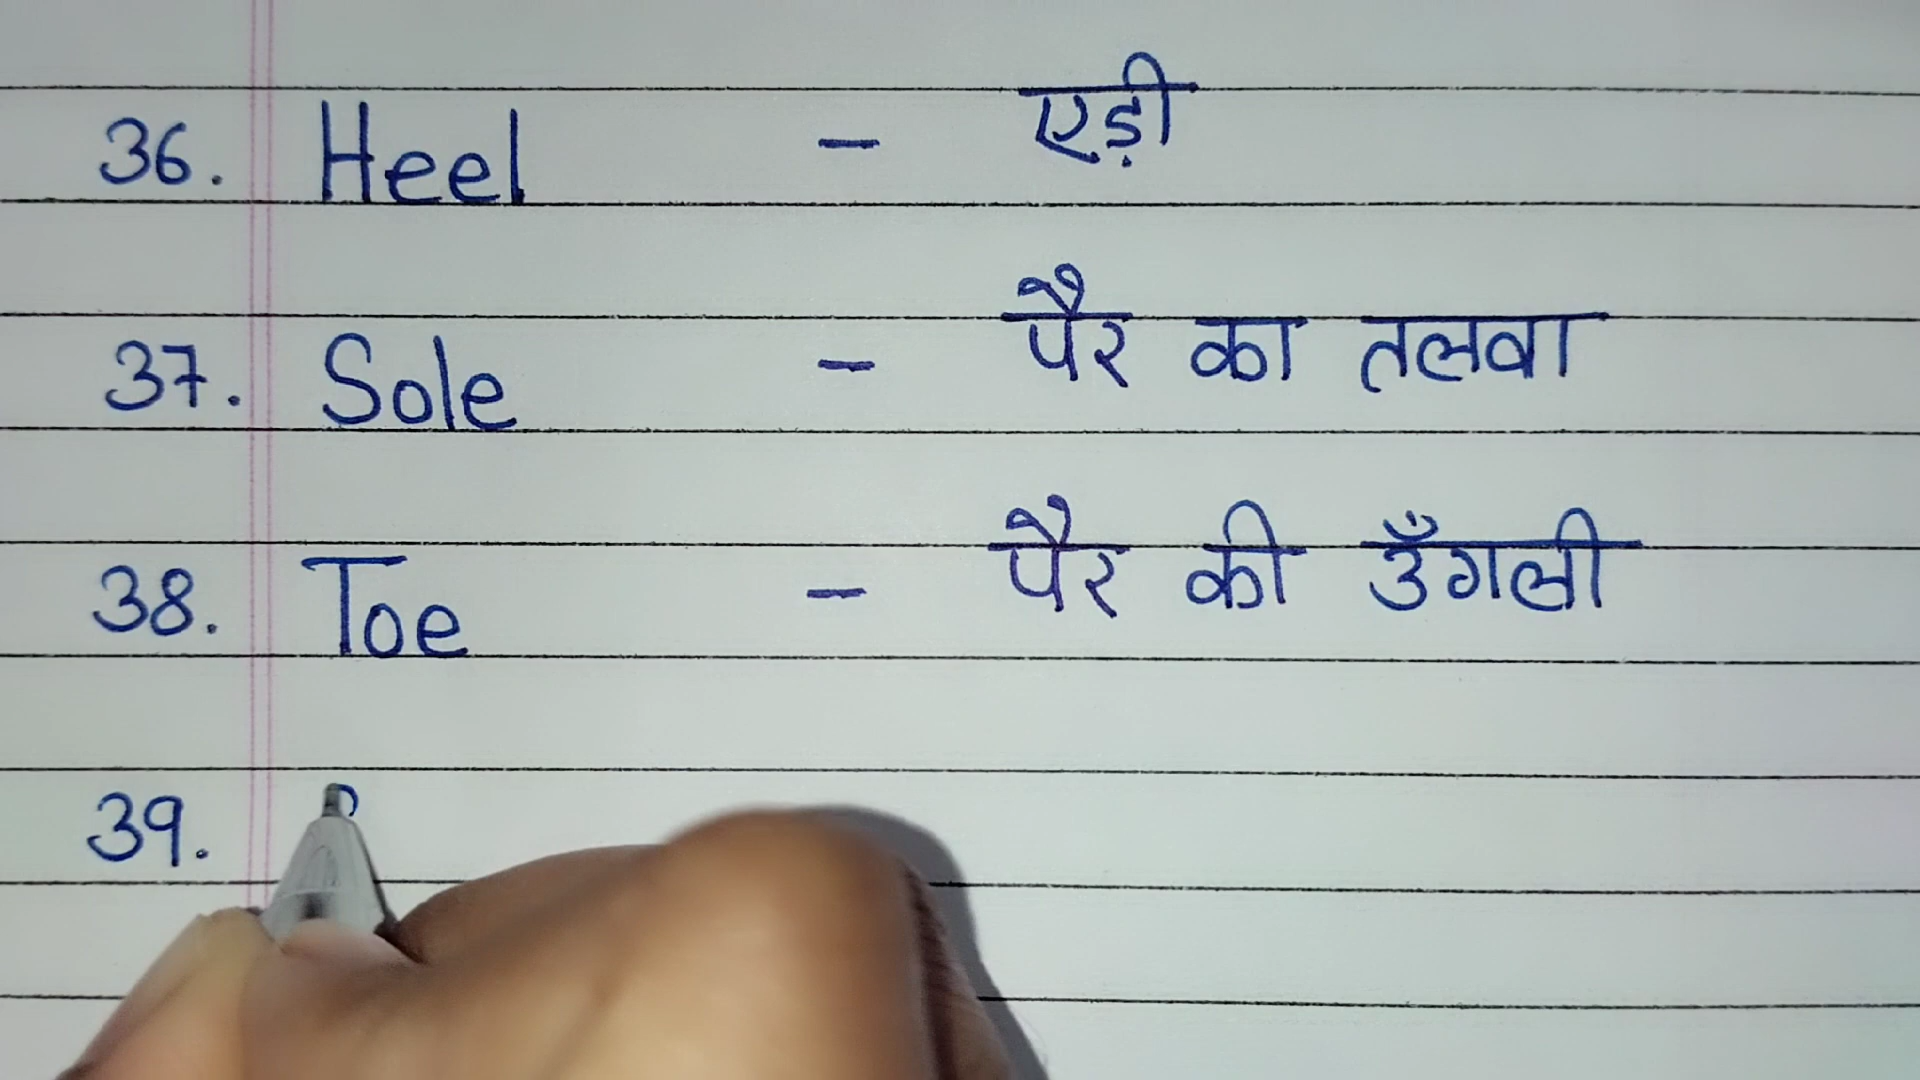 36. Heel - एड़ी
37. Sole - पैर का तलवा
38. Toe - पैर की उँगली
39.